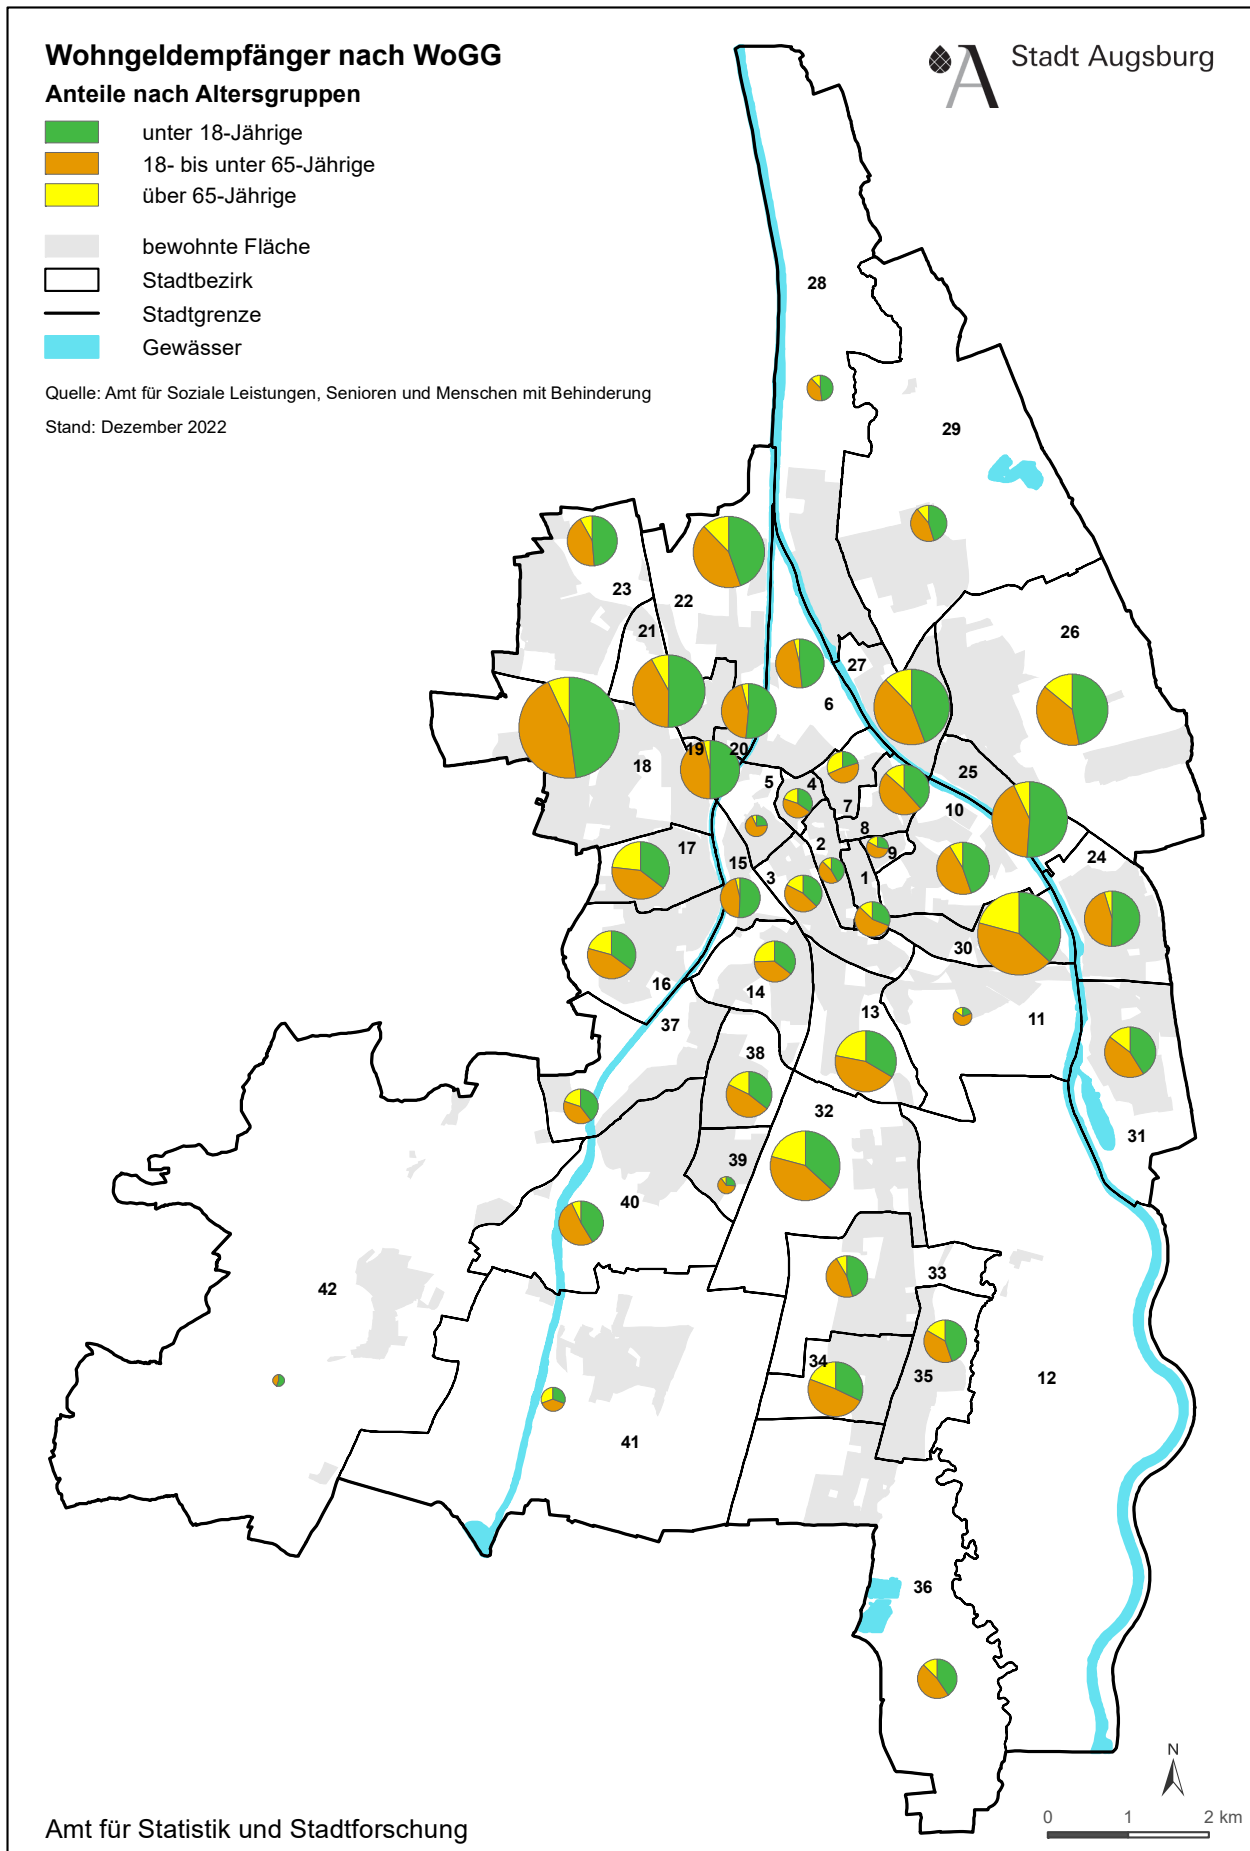 Wohngeldempfänger nach WoGG
Anteile nach Altersgruppen
unter 18-Jährige
18- bis unter 65-Jährige
über 65-Jährige
bewohnte Fläche
Stadtbezirk
Stadtgrenze
Gewässer
Quelle: Amt für Soziale Leistungen, Senioren und Menschen mit Behinderung
Stand: Dezember 2022
A Stadt Augsburg
28
29
26
23
22
21
27
6
19
20
18
5
4
7
25
10
8
17
2
9
24
15
3
1
30
16
14
13
11
37
38
32
31
39
40
33
42
34
35
12
41
36
N
0 1 2 km
Amt für Statistik und Stadtforschung